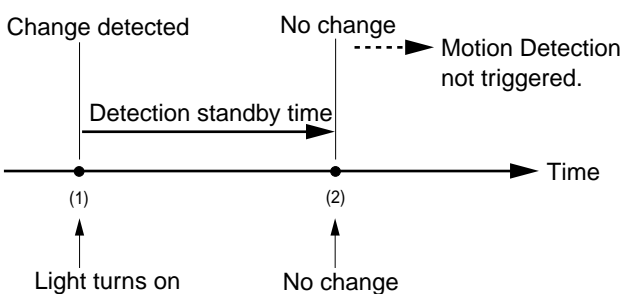 Change detected
No change
Motion Detection
not triggered.
Detection standby time
Time
(1)
(2)
Light turns on
No change